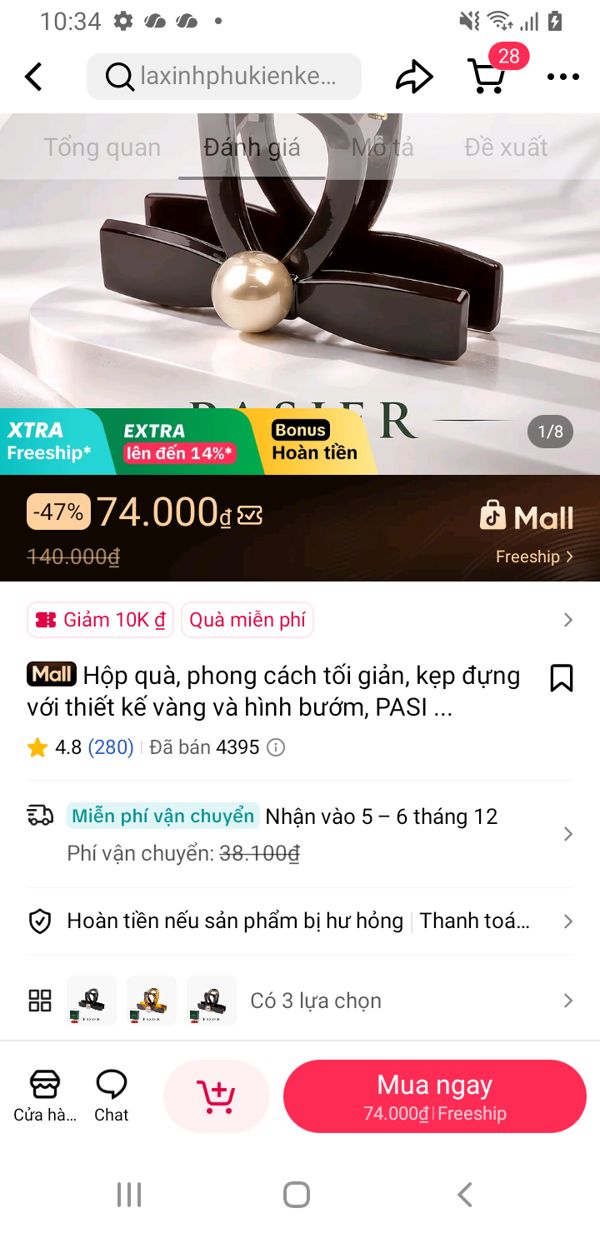 10:34
28
laxinhphukienke...
Tổng quan
Đánh giá
Mô tả
Đề xuất
PASIER
XTRA
Freeship*
EXTRA
lên đến 14%*
Bonus
Hoàn tiền
1/8
-47%
74.000đ
Mall
140.000₫
Freeship
Giảm 10K ₫
Quà miễn phí
Mall Hộp quà, phong cách tối giản, kẹp đựng
với thiết kế vàng và hình bướm, PASI ...
4.8 (280) Đã bán 4395
Miễn phí vận chuyển Nhận vào 5 – 6 tháng 12
Phí vận chuyển: 38.100₫
Hoàn tiền nếu sản phẩm bị hư hỏng | Thanh toá...
Có 3 lựa chọn
Cửa hà...
Chat
Mua ngay
74.000₫ | Freeship